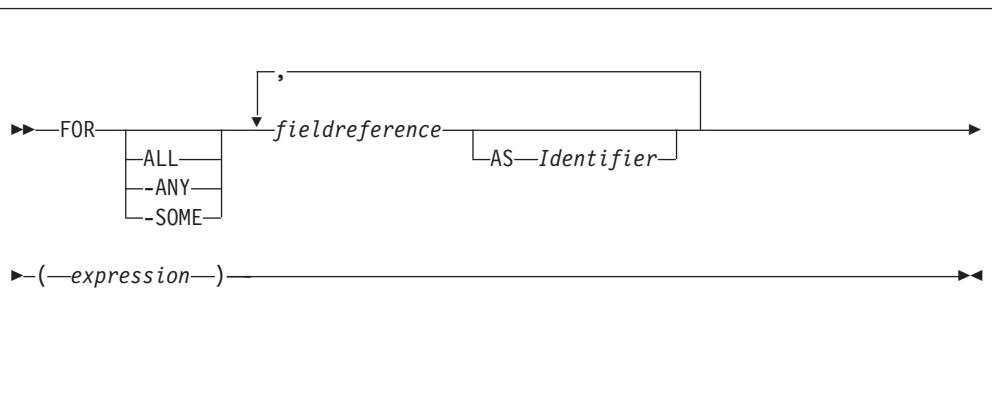 ,
FOR fieldreference
ALL AS Identifier
-ANY
-SOME
( expression )